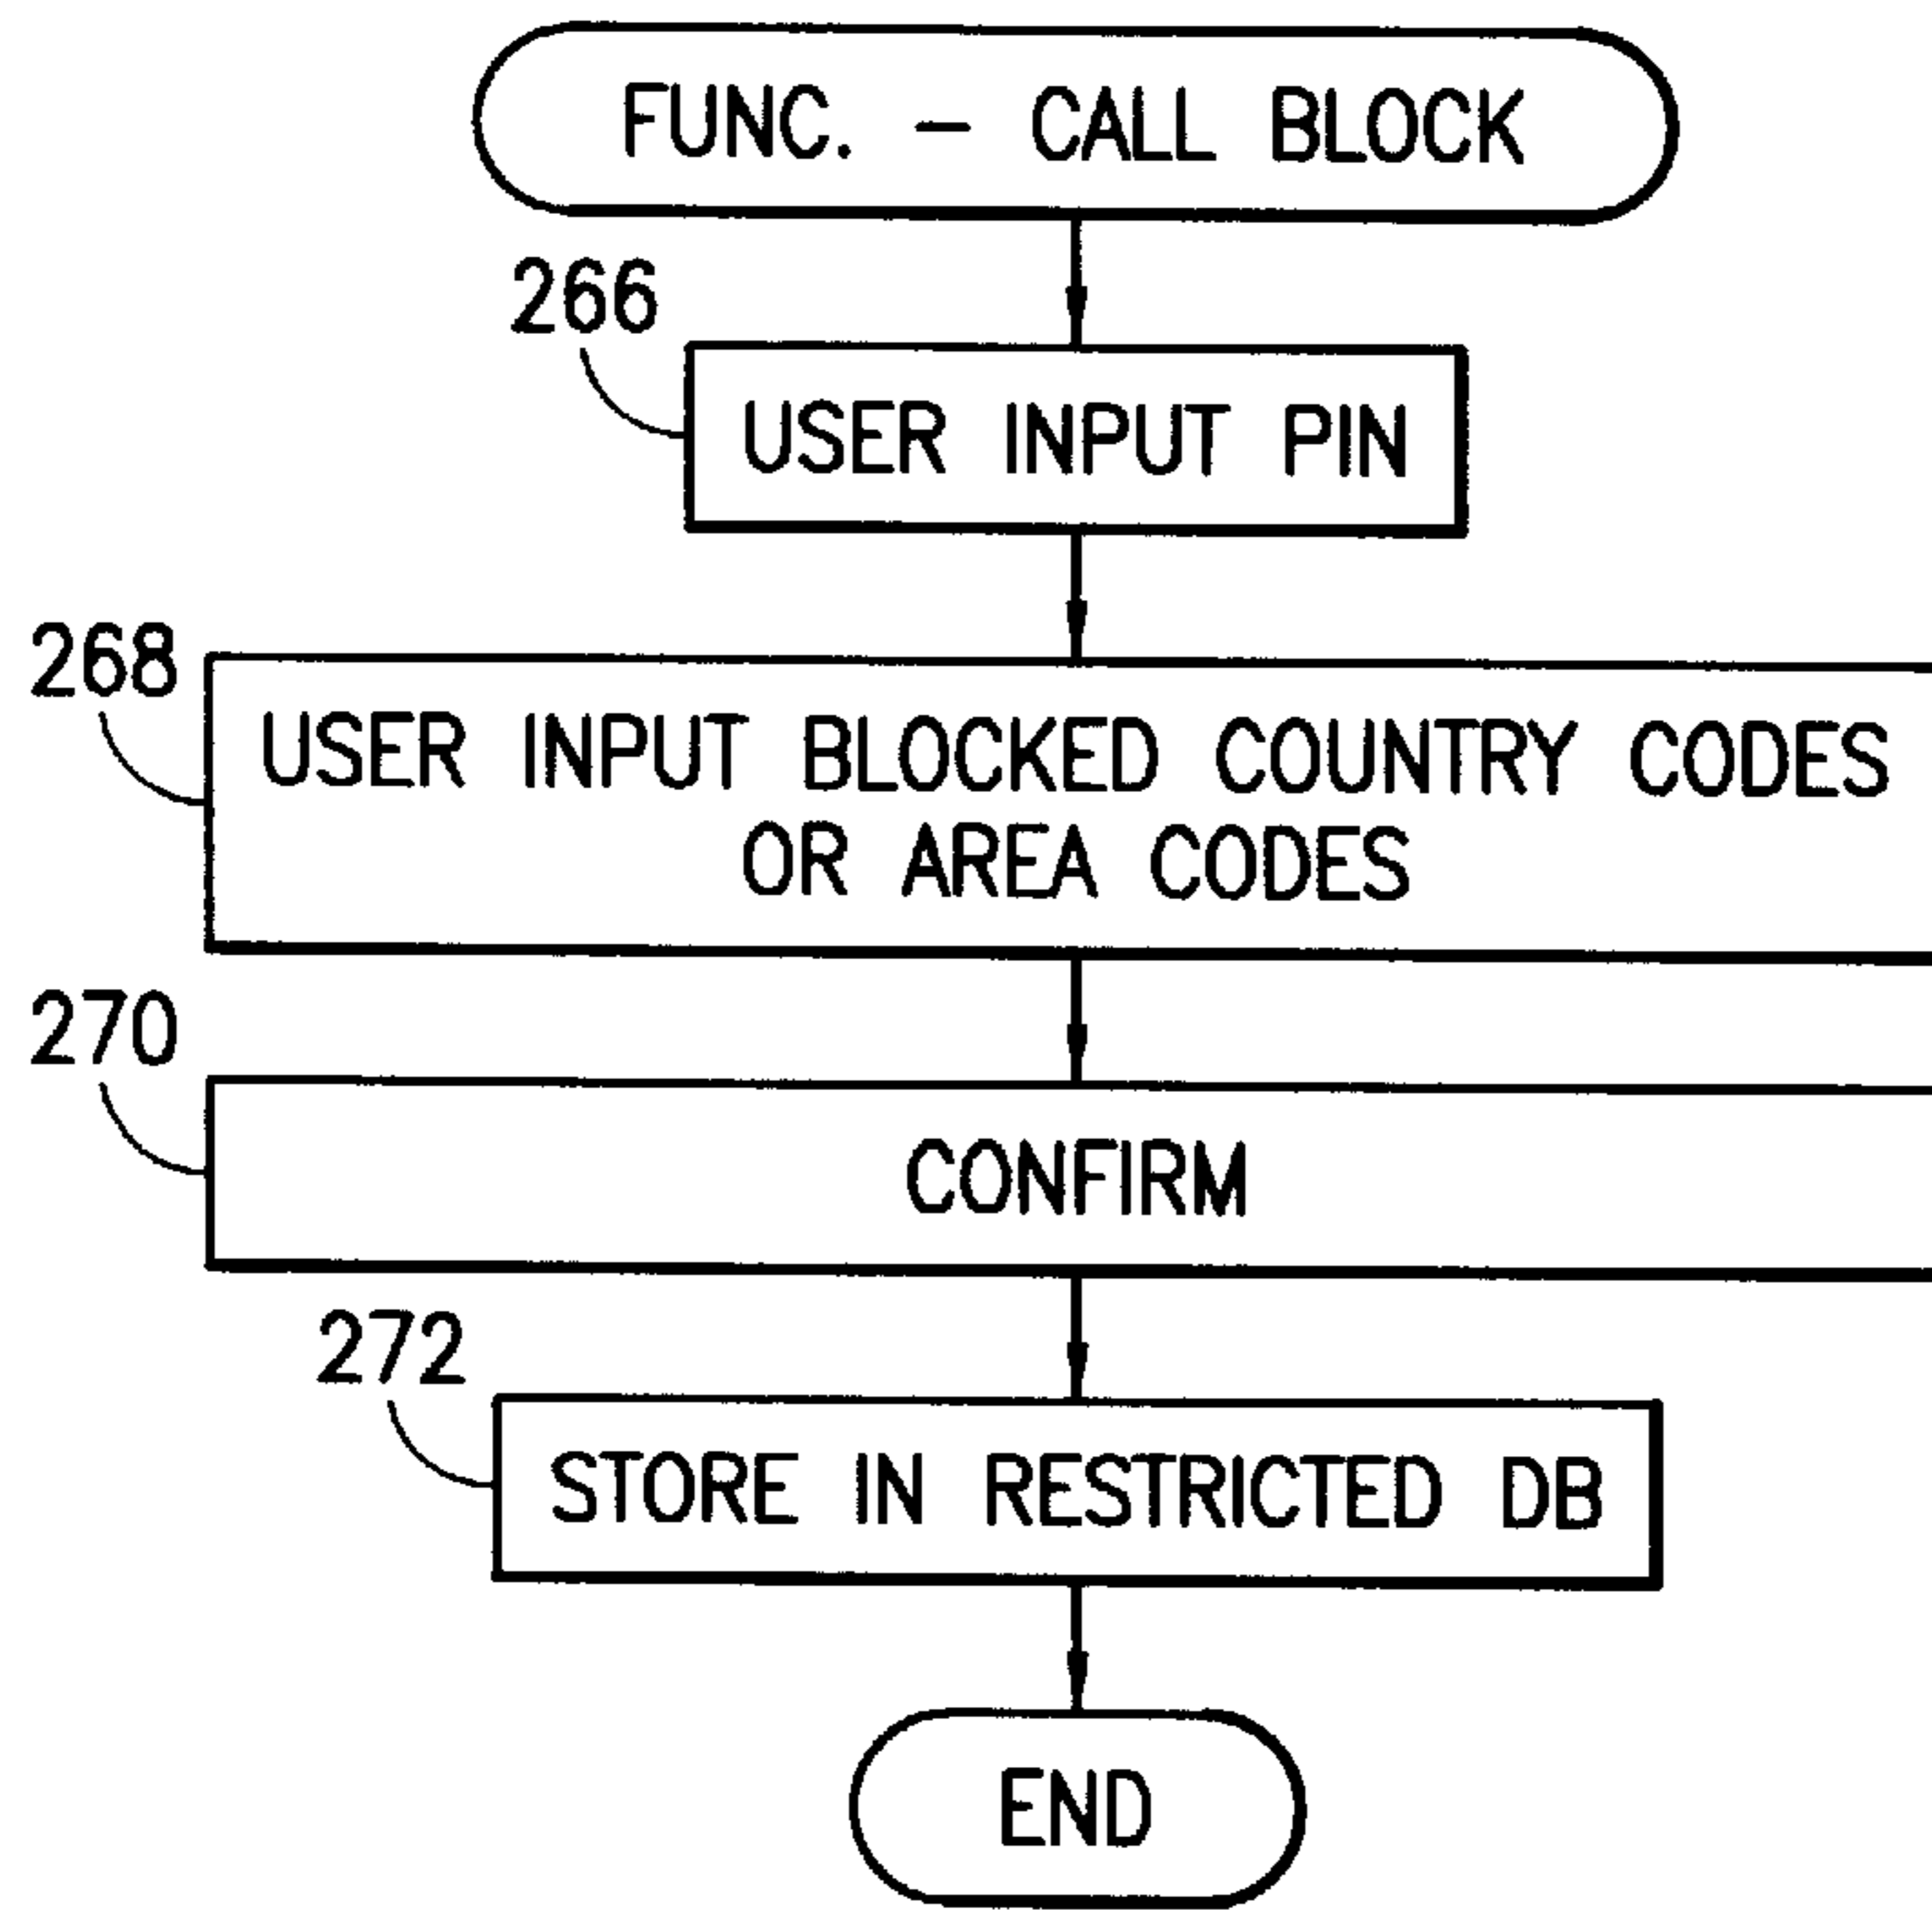 FUNC. – CALL BLOCK
266
USER INPUT PIN
268
USER INPUT BLOCKED COUNTRY CODES
OR AREA CODES
270
CONFIRM
272
STORE IN RESTRICTED DB
END